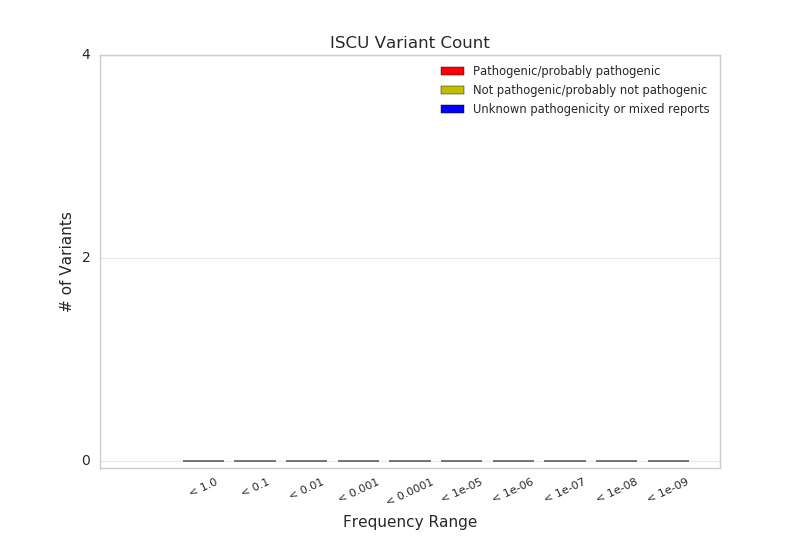 ISCU Variant Count
4
2
0
# of Variants
Pathogenic/probably pathogenic
Not pathogenic/probably not pathogenic
Unknown pathogenicity or mixed reports
< 1.0
< 0.1
< 0.01
< 0.001
< 0.0001
< 1e-05
< 1e-06
< 1e-07
< 1e-08
< 1e-09
Frequency Range